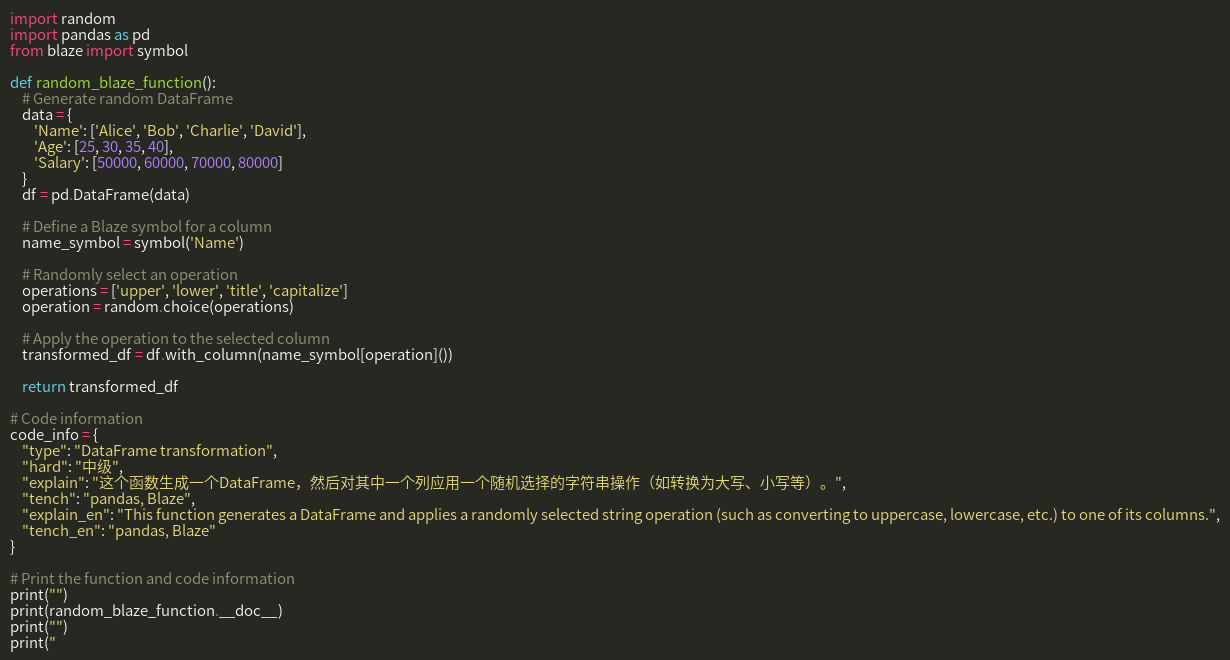 import random
import pandas as pd
from blaze import symbol

def random_blaze_function():
    # Generate random DataFrame
    data = {
        'Name': ['Alice', 'Bob', 'Charlie', 'David'],
        'Age': [25, 30, 35, 40],
        'Salary': [50000, 60000, 70000, 80000]
    }
    df = pd.DataFrame(data)

    # Define a Blaze symbol for a column
    name_symbol = symbol('Name')

    # Randomly select an operation
    operations = ['upper', 'lower', 'title', 'capitalize']
    operation = random.choice(operations)

    # Apply the operation to the selected column
    transformed_df = df.with_column(name_symbol[operation]())

    return transformed_df

# Code information
code_info = {
    "type": "DataFrame transformation",
    "hard": "中级",
    "explain": "这个函数生成一个DataFrame，然后对其中一个列应用一个随机选择的字符串操作（如转换为大写、小写等）。",
    "tench": "pandas, Blaze",
    "explain_en": "This function generates a DataFrame and applies a randomly selected string operation (such as converting to uppercase, lowercase, etc.) to one of its columns.",
    "tench_en": "pandas, Blaze"
}

# Print the function and code information
print("")
print(random_blaze_function.__doc__)
print("")
print("